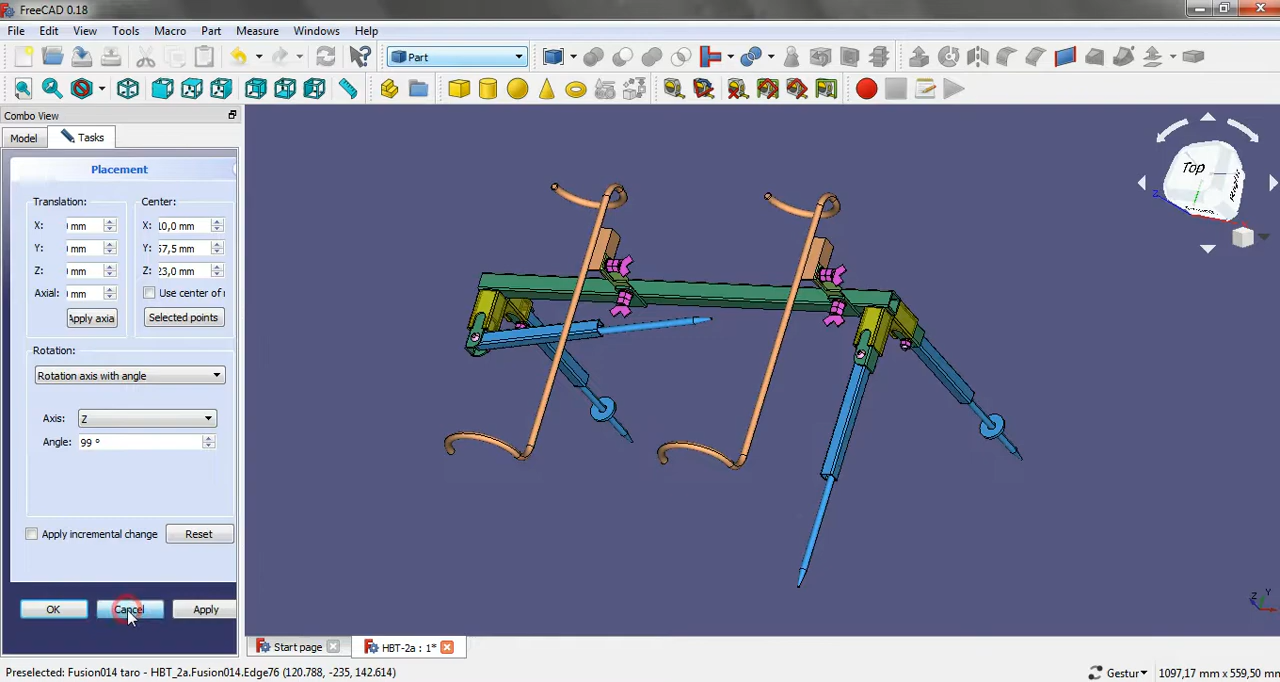 FreeCAD 0.18
File Edit View Tools Macro Part Measure Windows Help
Part
Combo View
Model Tasks
Placement
Translation: Center:
X: mm X: 10,0 mm
Y: mm Y: 57,5 mm
Z: mm Z: 23,0 mm
Axial: mm Use center of
Apply axia Selected points
Rotation:
Rotation axis with angle
Axis: Z
Angle: 99 °
Apply incremental change Reset
OK Cancel Apply
Top
Z
Start page HBT-2a : 1*
Z Y
Preselected: Fusion014 taro - HBT_2a.Fusion014.Edge76 (120.788, -235, 142.614) Gestur 1097,17 mm x 559,50 mm